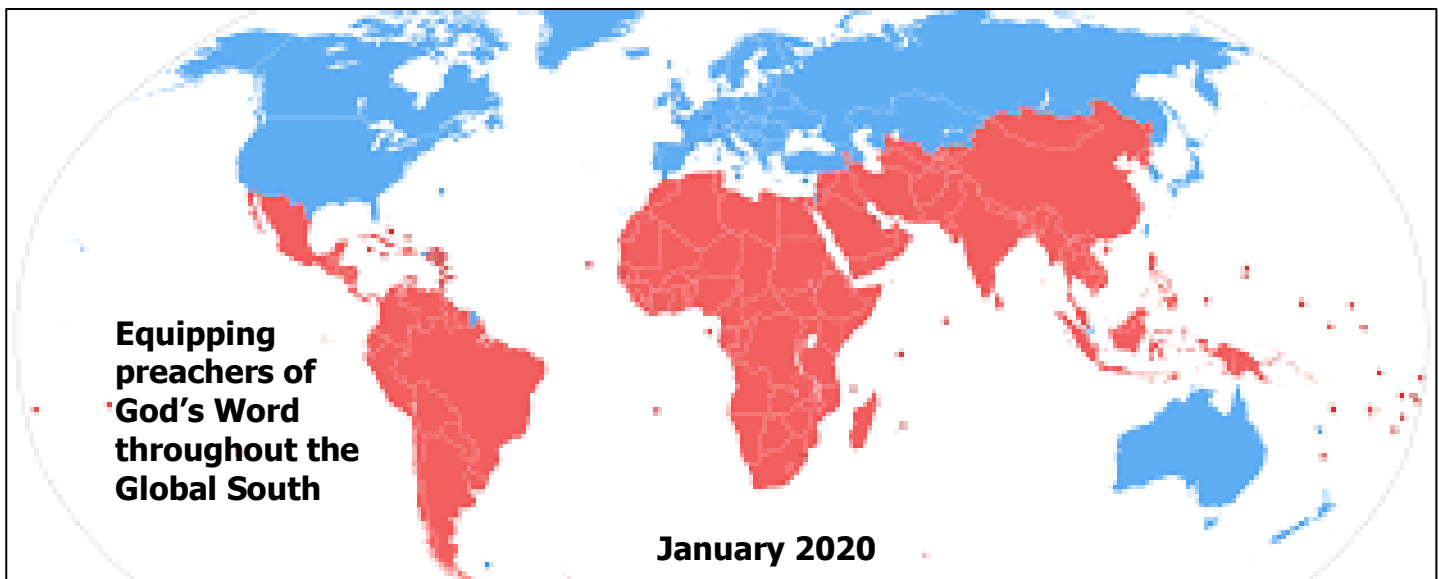 Equipping
preachers of
God’s Word
throughout the
Global South
January 2020